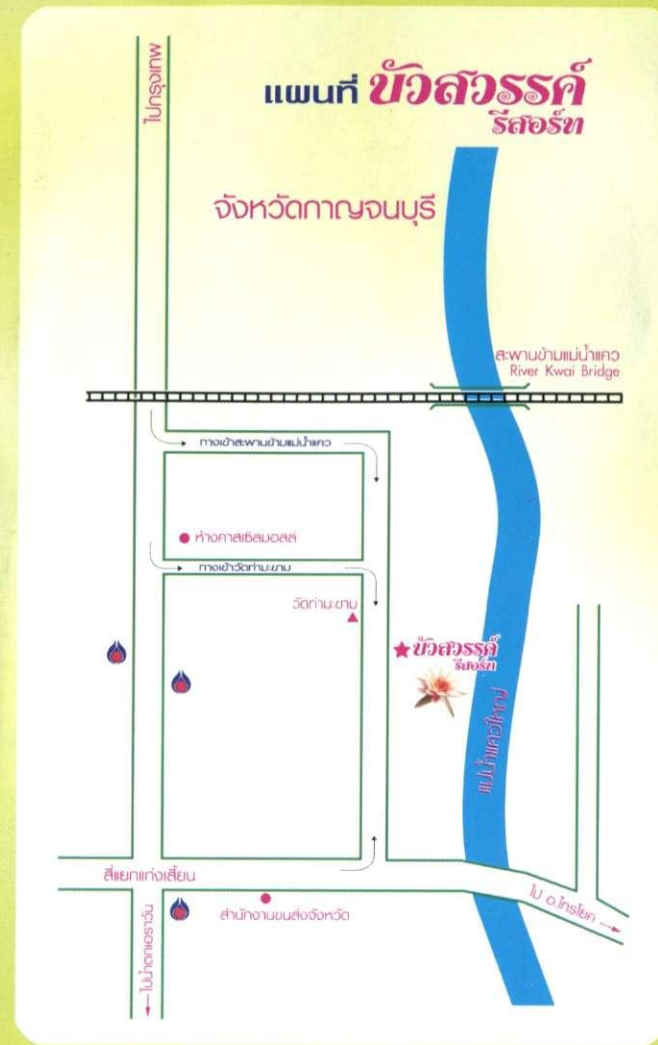 แผนที่ บัวสวรรค์
รีสอร์ท
ไปกรุงเทพ
จังหวัดกาญจนบุรี
สะพานข้ามแม่น้ำแคว
River Kwai Bridge
ทางเข้าสะพานข้ามแม่น้ำแคว
ห้างคาสเซิลมอลล์
ทางเข้าวัดท่ามะขาม
วัดท่ามะขาม
บัวสวรรค์
รีสอร์ท
แม่น้ำแควใหญ่
สี่แยกแก่งเสี้ยน
สำนักงานขนส่งจังหวัด
ไป อ.ไทรโยค
ไปน้ำตกเอราวัณ